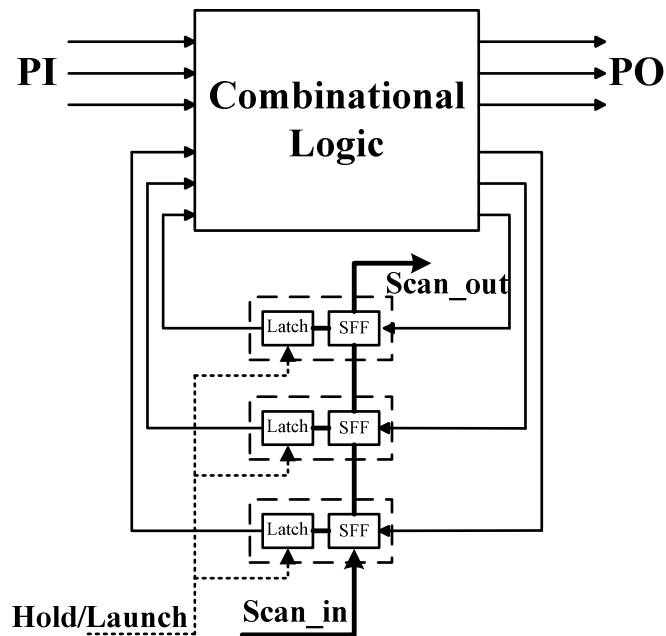 PI
Combinational
Logic
PO
Scan_out
Latch
SFF
Latch
SFF
Latch
SFF
Hold/Launch
Scan_in